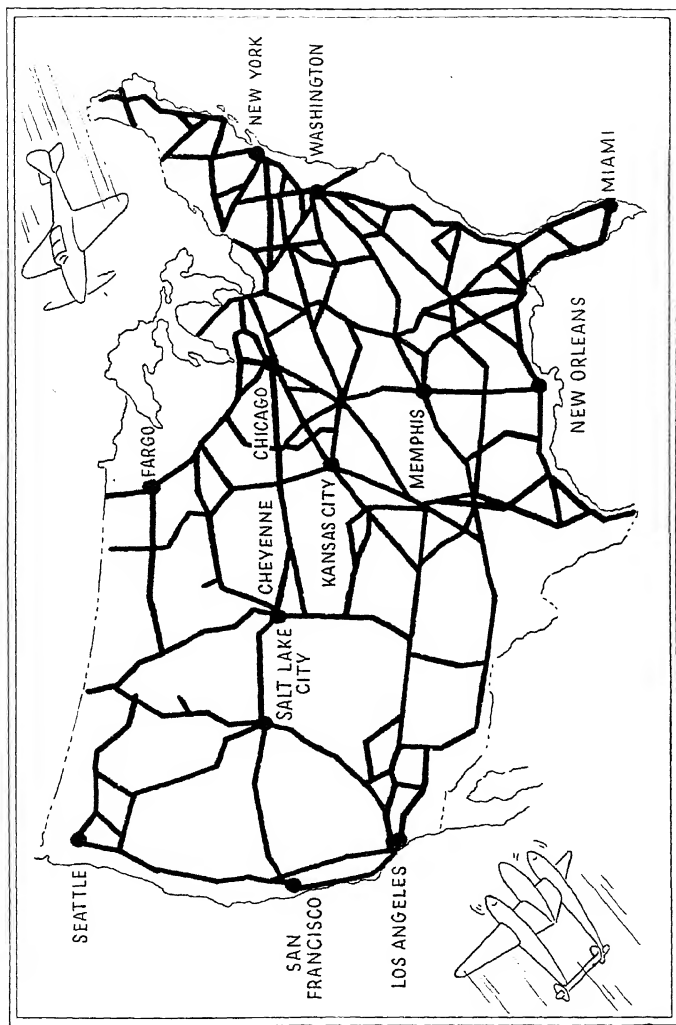 SEATTLE
SAN
FRANCISCO
LOS ANGELES
SALT LAKE
CITY
CHEYENNE
KANSAS CITY
FARGO
CHICAGO
MEMPHIS
NEW ORLEANS
NEW YORK
WASHINGTON
MIAMI